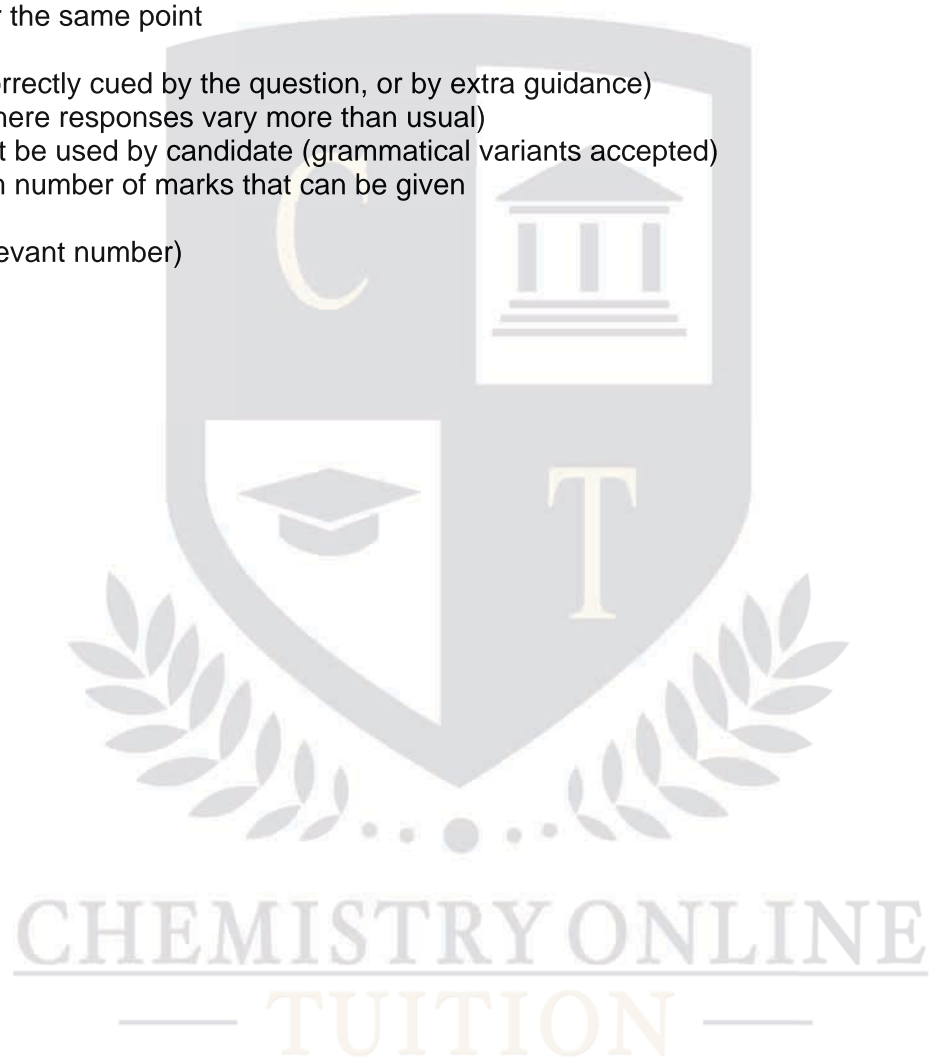 the same point
orrectly cued by the question, or by extra guidance)
here responses vary more than usual)
t be used by candidate (grammatical variants accepted)
number of marks that can be given
evant number)
C
T
CHEMISTRY ONLINE
TUITION